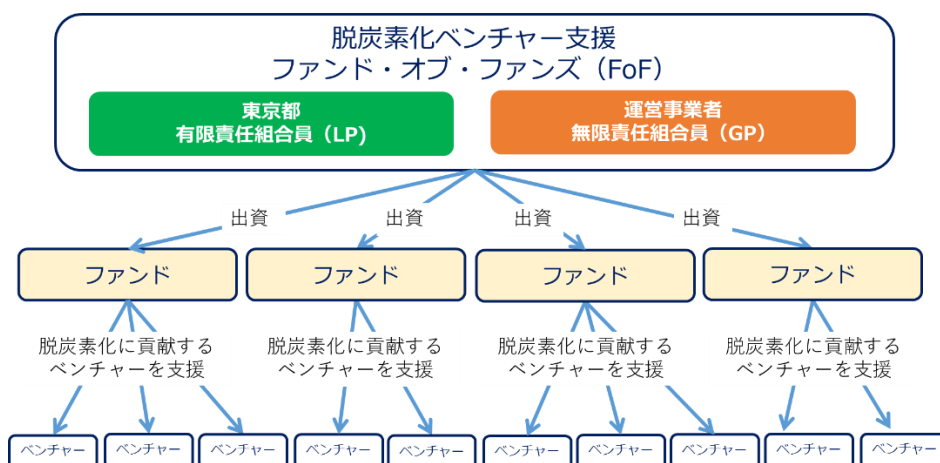 脱炭素化ベンチャー支援
ファンド・オブ・ファンズ（FoF）
東京都
有限責任組合員（LP)
運営事業者
無限責任組合員（GP）
出資
出資
出資
出資
ファンド
ファンド
ファンド
ファンド
脱炭素化に貢献する
ベンチャーを支援
脱炭素化に貢献する
ベンチャーを支援
脱炭素化に貢献する
ベンチャーを支援
脱炭素化に貢献する
ベンチャーを支援
ベンチャー
ベンチャー
ベンチャー
ベンチャー
ベンチャー
ベンチャー
ベンチャー
ベンチャー
ベンチャー
ベンチャー